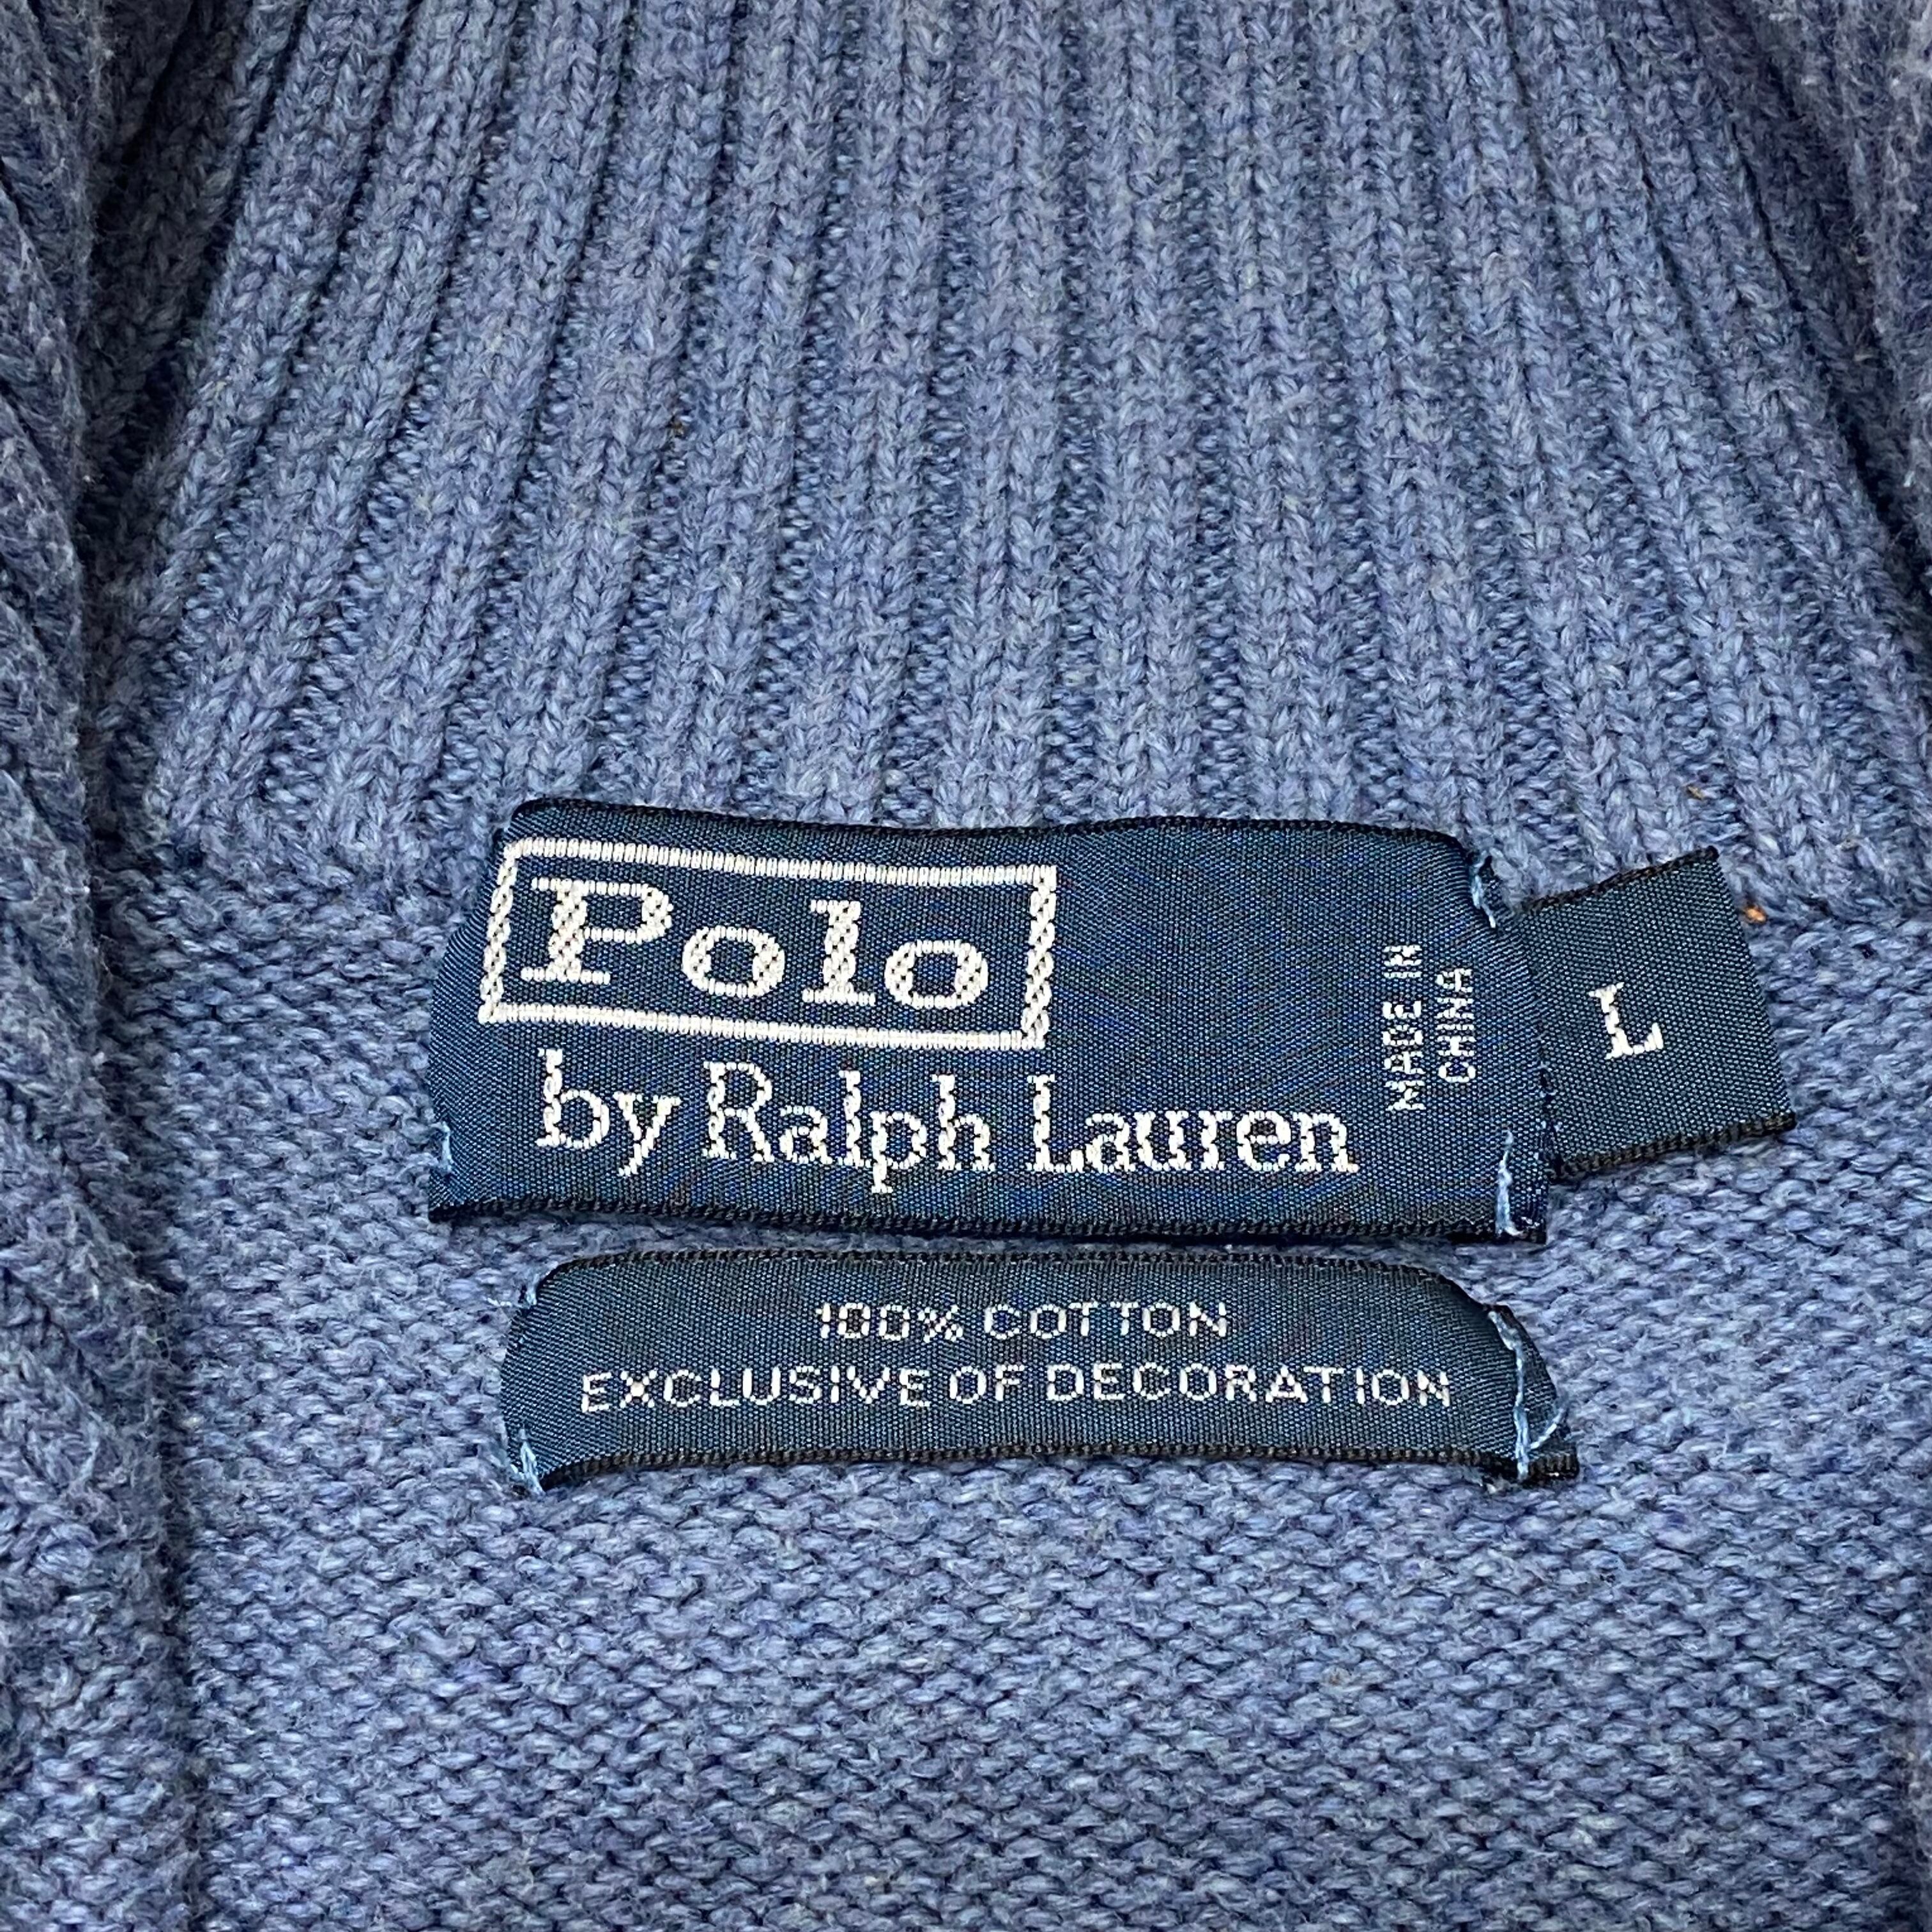 Polo
by Ralph Lauren
MADE IN
CHINA
L
100% COTTON
EXCLUSIVE OF DECORATION